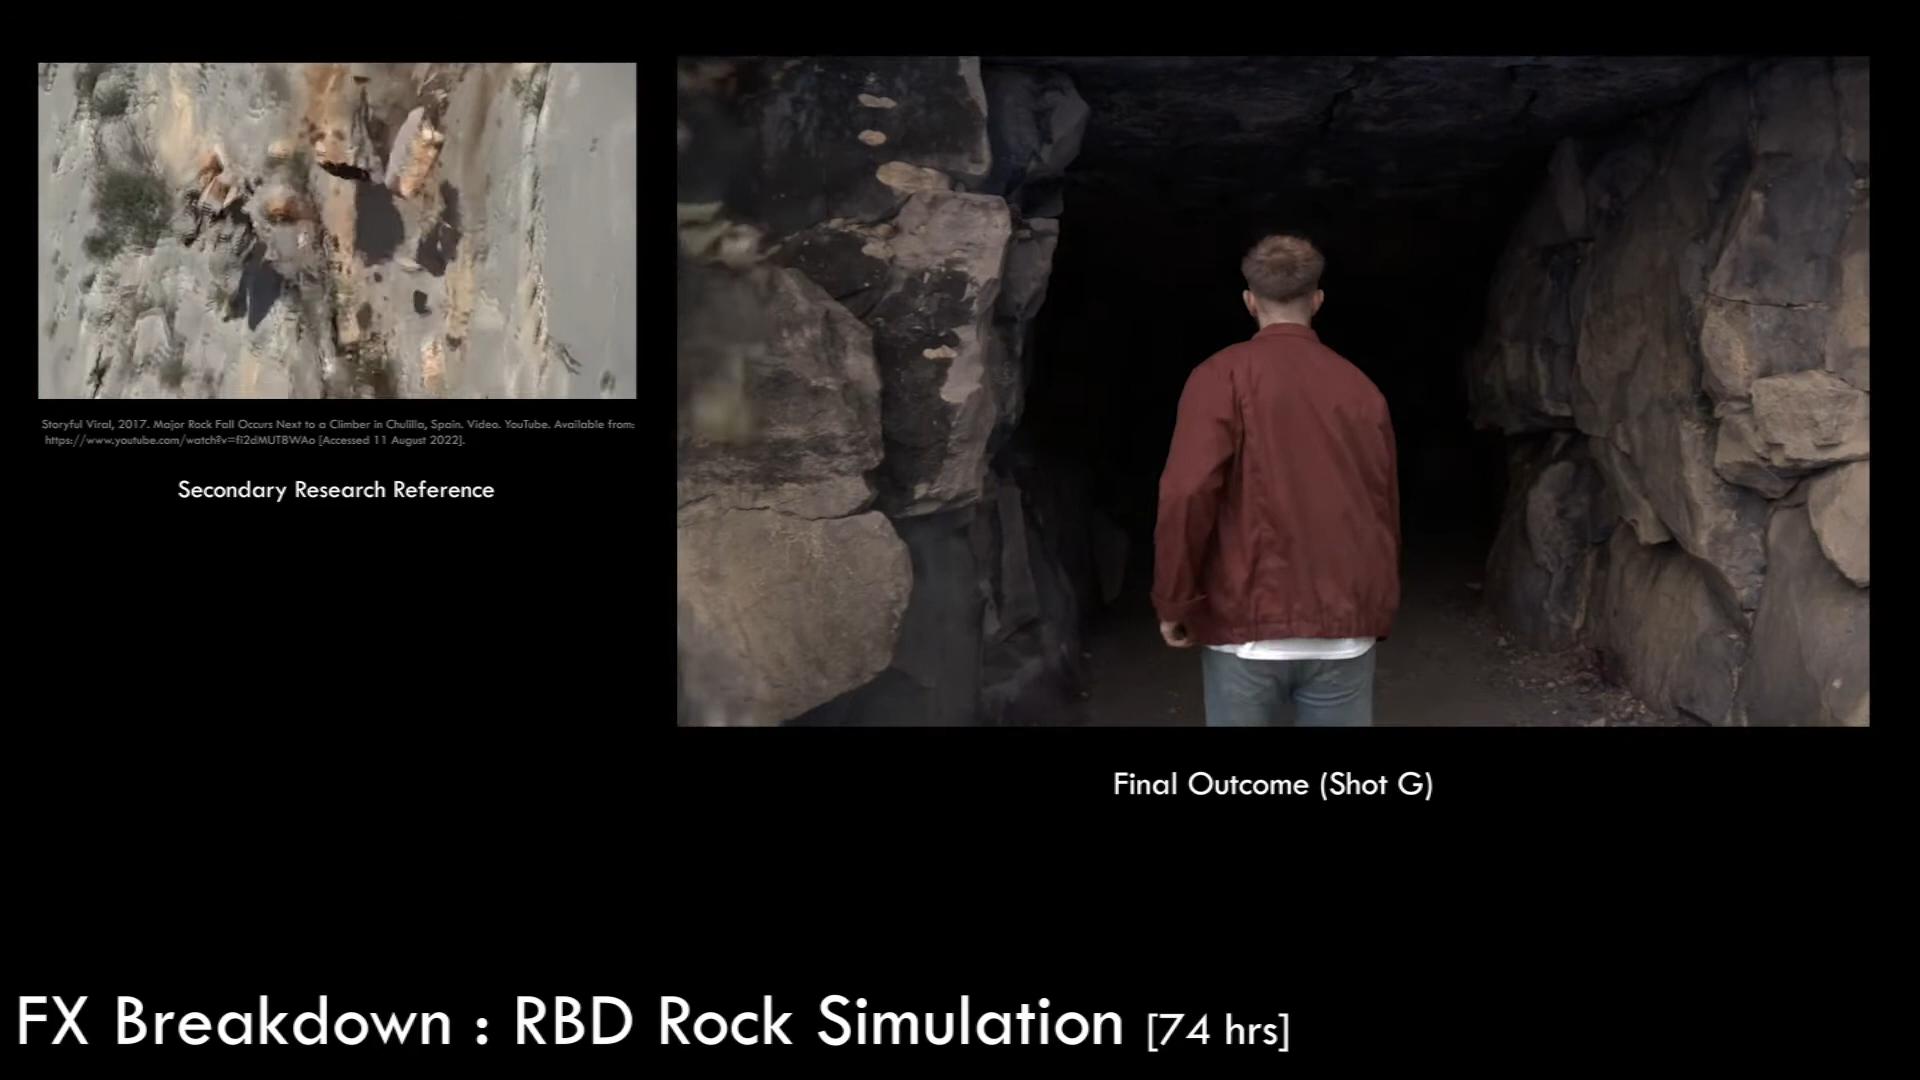 Storyful Viral, 2017. Major Rock Fall Occurs Next to a Climber in Chulilla, Spain. Video. YouTube. Available from:
https://www.youtube.com/watch?v=fi2dMUT8WAo [Accessed 11 August 2022].
Secondary Research Reference
Final Outcome (Shot G)
FX Breakdown : RBD Rock Simulation [74 hrs]